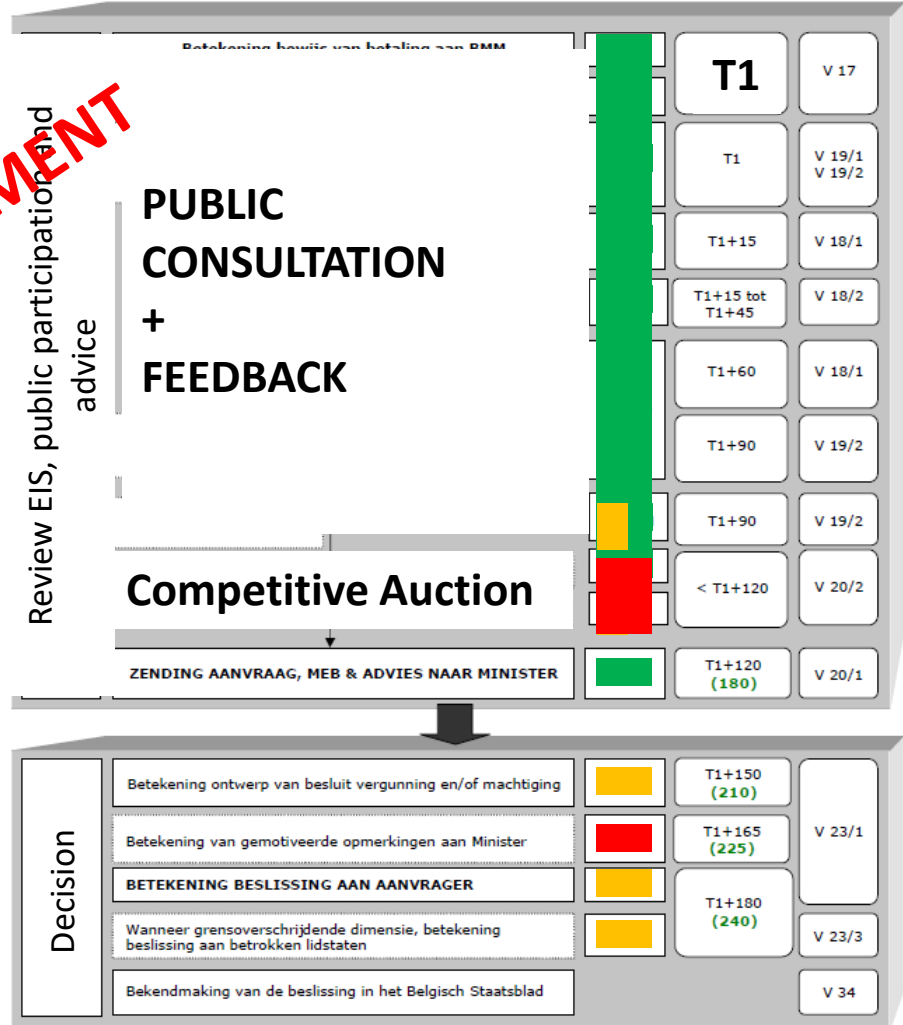 Betekening bewijs van betaling aan BMM
T1
V 17
MENT
Review EIS, public participation and
advice
PUBLIC
CONSULTATION
+
FEEDBACK
T1
V 19/1
V 19/2
T1+15
V 18/1
T1+15 tot
T1+45
V 18/2
T1+60
V 18/1
T1+90
V 19/2
T1+90
V 19/2
Competitive Auction
< T1+120
V 20/2
ZENDING AANVRAAG, MEB & ADVIES NAAR MINISTER
T1+120
(180)
V 20/1
Decision
Betekening ontwerp van besluit vergunning en/of machtiging
T1+150
(210)
V 23/1
Betekening van gemotiveerde opmerkingen aan Minister
T1+165
(225)
BETEKENING BESLISSING AAN AANVRAGER
T1+180
(240)
Wanneer grensoverschrijdende dimensie, betekening
beslissing aan betrokken lidstaten
V 23/3
Bekendmaking van de beslissing in het Belgisch Staatsblad
V 34